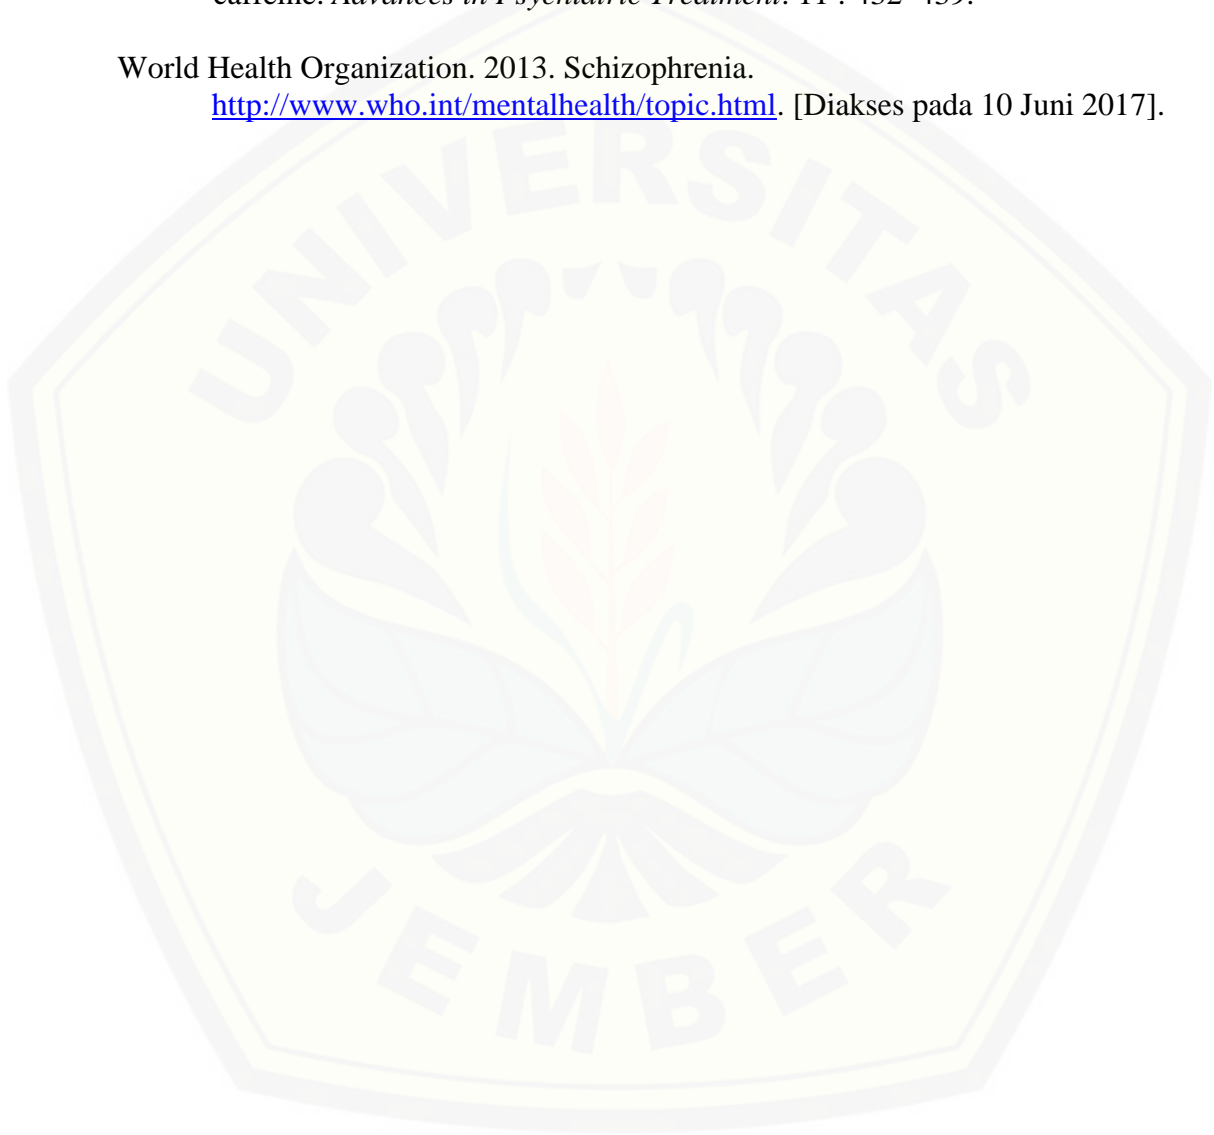 caffeine. Advances in Psychiatric Treatment. 11 : 432–439.
World Health Organization. 2013. Schizophrenia.
http://www.who.int/mentalhealth/topic.html. [Diakses pada 10 Juni 2017].
UNIVERSITAS
JEMBER